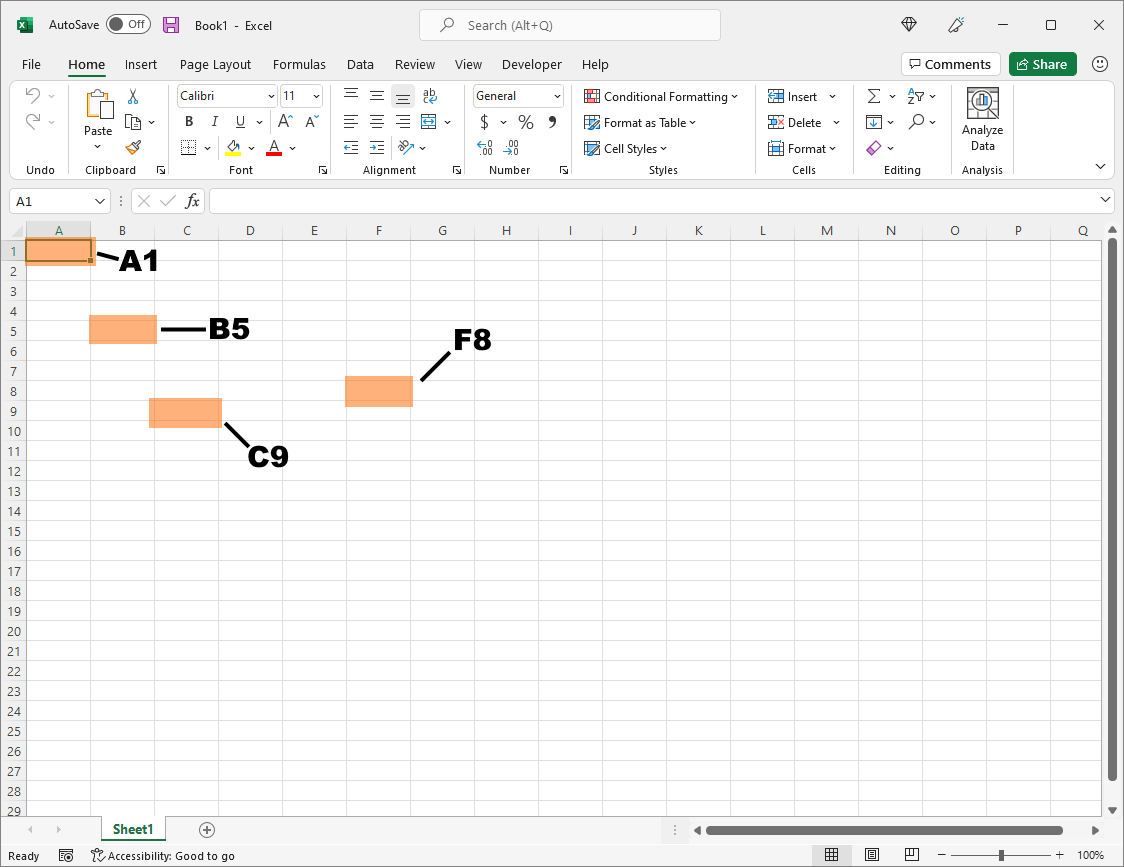 AutoSave Off Book1 - Excel Search (Alt+Q)
File Home Insert Page Layout Formulas Data Review View Developer Help Comments Share
Calibri 11 ab c General Conditional Formatting Insert
Paste B I U A A $ % 9 Format as Table Delete Analyze Data
A A .00 .0 Cell Styles Format
Undo Clipboard Font Alignment Number Styles Cells Editing Analysis
A1 fx
A B C D E F G H I J K L M N O P Q
1 A1
2
3
4
5 B5
6 F8
7
8
9
10
11 C9
12
13
14
15
16
17
18
19
20
21
22
23
24
25
26
27
28
29
Sheet1
Ready Accessibility: Good to go 100%